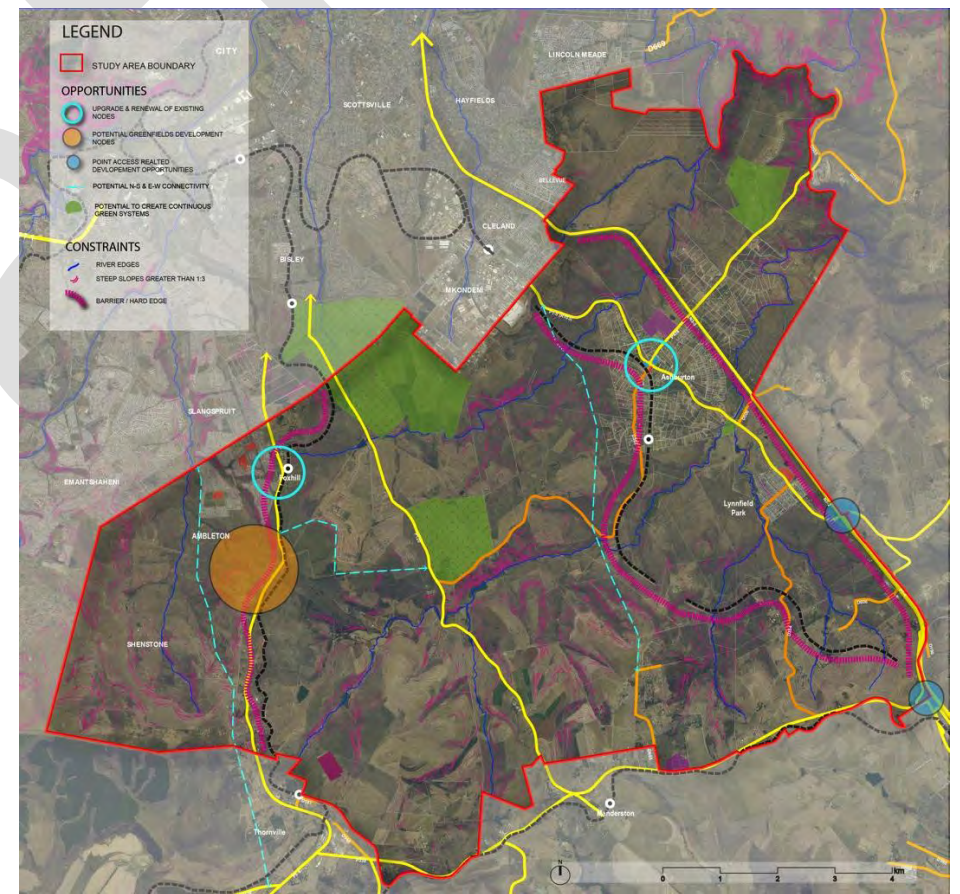 LEGEND
STUDY AREA BOUNDARY
OPPORTUNITIES
UPGRADE & RENEWAL OF EXISTING
NODES
POTENTIAL GREENFIELDS DEVELOPMENT
NODES
POINT ACCESS REALTED
DEVLOPEMENT OPPORTUNITIES
POTENTIAL N-S & E-W CONNECTIVITY
POTENTIAL TO CREATE CONTINUOUS
GREEN SYSTEMS
CONSTRAINTS
RIVER EDGES
STEEP SLOPES GREATER THAN 1:3
BARRIER / HARD EDGE
CITY
LINCOLN MEADE
D669
SCOTTSVILLE
HAYFIELDS
BELLEVUE
CLELAND
BISLEY
MKONDENI
Ashburton
SLANGSPRUIT
EMANTSHAHENI
Foxhill
Lynnfield
Park
AMBLETON
SHENSTONE
Thornville
Manderston
N
0 1 2 3 4
km